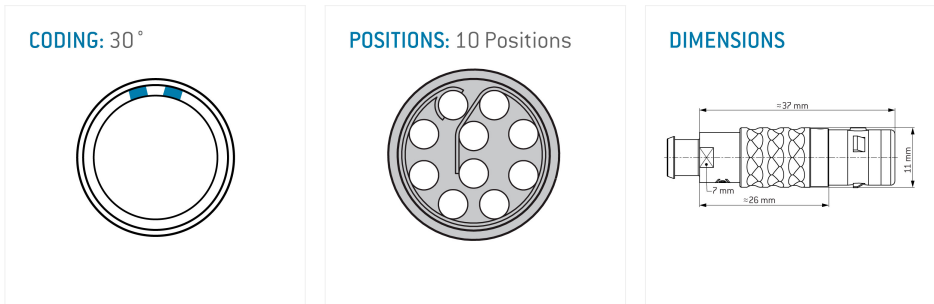 CODING: 30°
POSITIONS: 10 Positions
DIMENSIONS
≈37 mm
11 mm
7 mm
≈26 mm